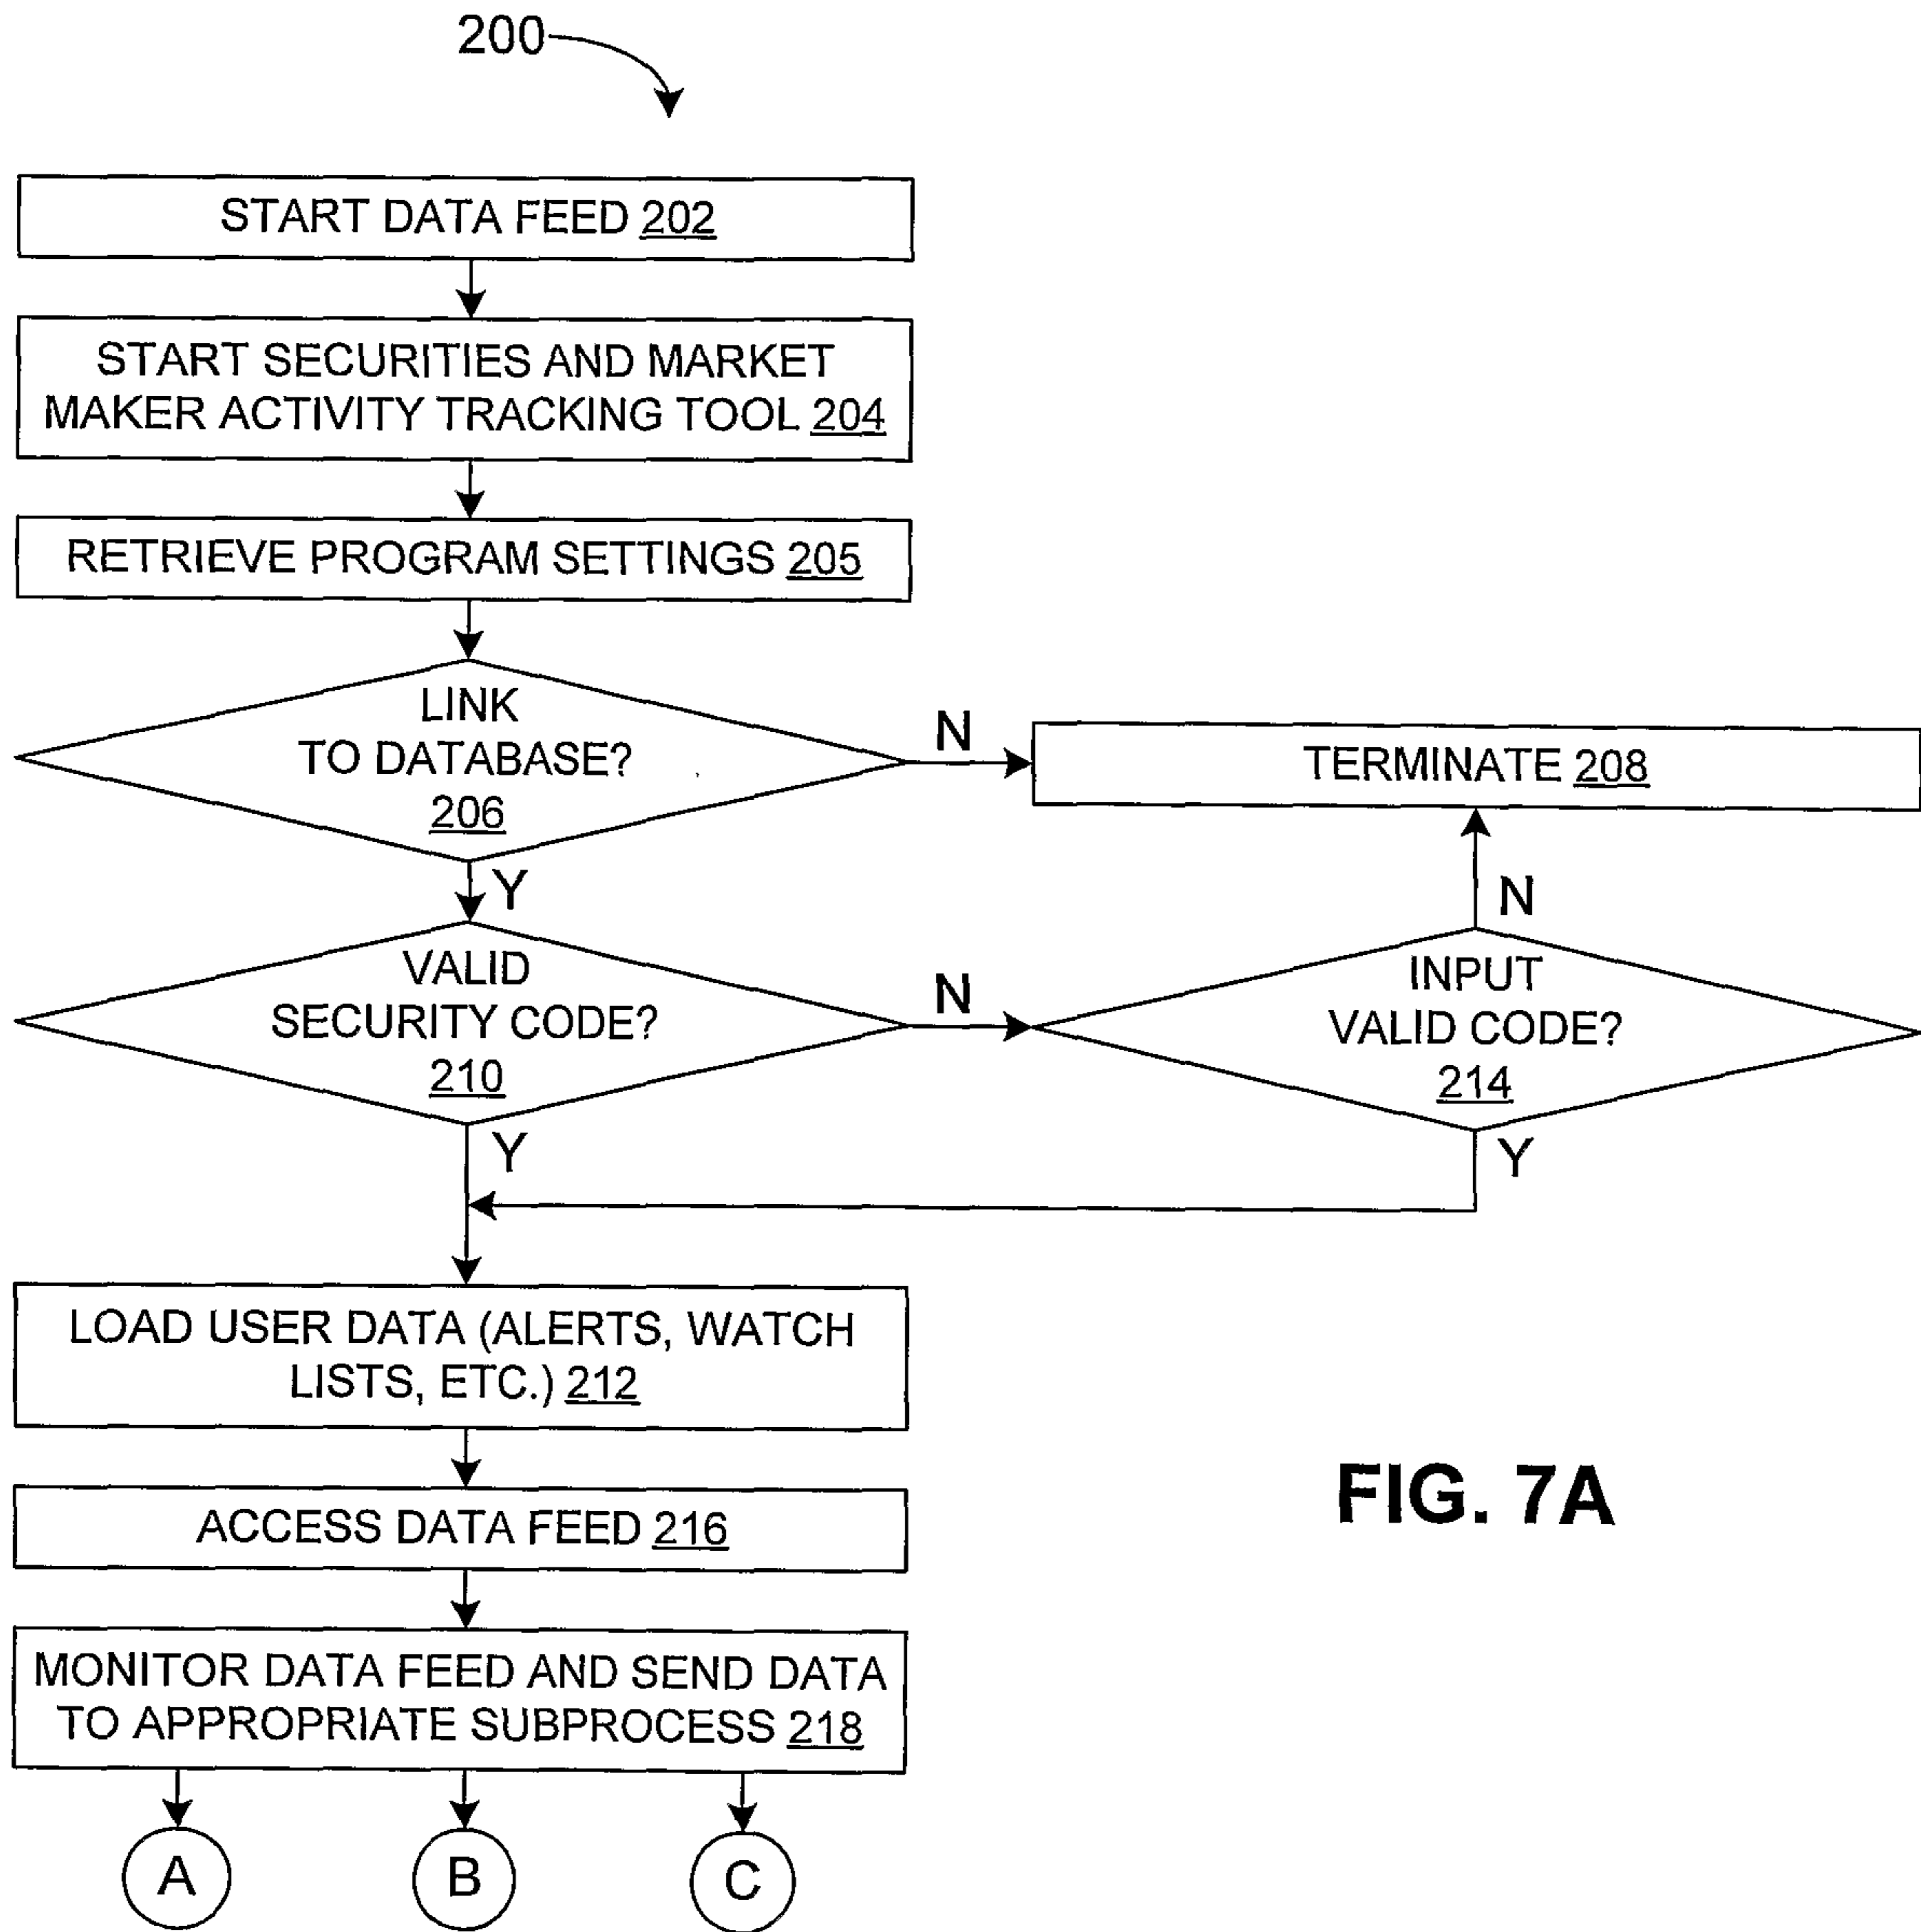 200
START DATA FEED 202
START SECURITIES AND MARKET
MAKER ACTIVITY TRACKING TOOL 204
RETRIEVE PROGRAM SETTINGS 205
LINK
TO DATABASE?
206
N
TERMINATE 208
Y
N
VALID
SECURITY CODE?
210
N
INPUT
VALID CODE?
214
Y
Y
LOAD USER DATA (ALERTS, WATCH
LISTS, ETC.) 212
ACCESS DATA FEED 216
FIG. 7A
MONITOR DATA FEED AND SEND DATA
TO APPROPRIATE SUBPROCESS 218
A
B
C